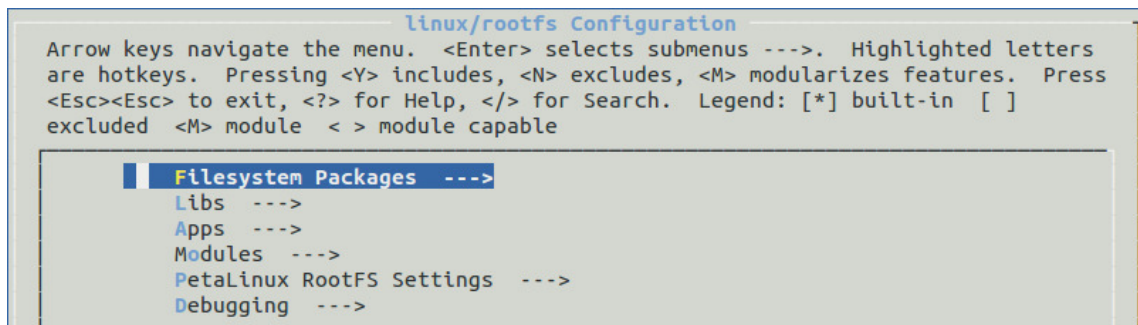 linux/rootfs Configuration
Arrow keys navigate the menu.  <Enter> selects submenus --->.  Highlighted letters
are hotkeys.  Pressing <Y> includes, <N> excludes, <M> modularizes features.  Press
<Esc><Esc> to exit, <?> for Help, </> for Search.  Legend: [*] built-in  [ ]
excluded  <M> module  < > module capable
Filesystem Packages  --->
Libs  --->
Apps  --->
Modules  --->
PetaLinux RootFS Settings  --->
Debugging  --->